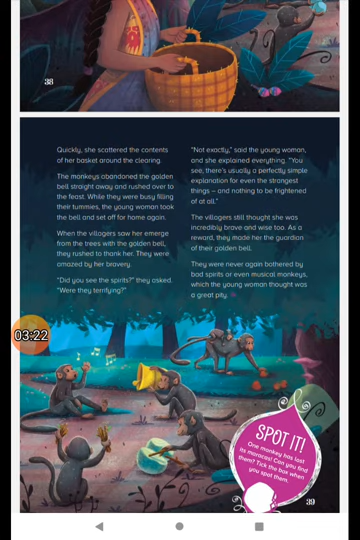 38
Quickly, she scattered the contents
of her basket around the clearing.
The monkeys abandoned the golden
bell straight away and rushed over to
the feast. While they were busy filling
their tummies, the young woman took
the bell and set off for home again.
When the villagers saw her emerge
from the trees with the golden bell,
they rushed to thank her. They were
amazed by her bravery.
"Did you see the spirits?" they asked.
"Were they terrifying?"
"Not exactly," said the young woman,
and she explained everything. "You
see, there's usually a perfectly simple
explanation for even the strangest
things – and nothing to be frightened
of at all."
The villagers still thought she was
incredibly brave and wise too. As a
reward, they made her the guardian
of their golden bell.
They were never again bothered by
bad spirits or even musical monkeys,
which the young woman thought was
a great pity.
03:22
SPOT IT!
One monkey has lost
its maracas! Can you find
them? Tick the box when
you spot them.
39